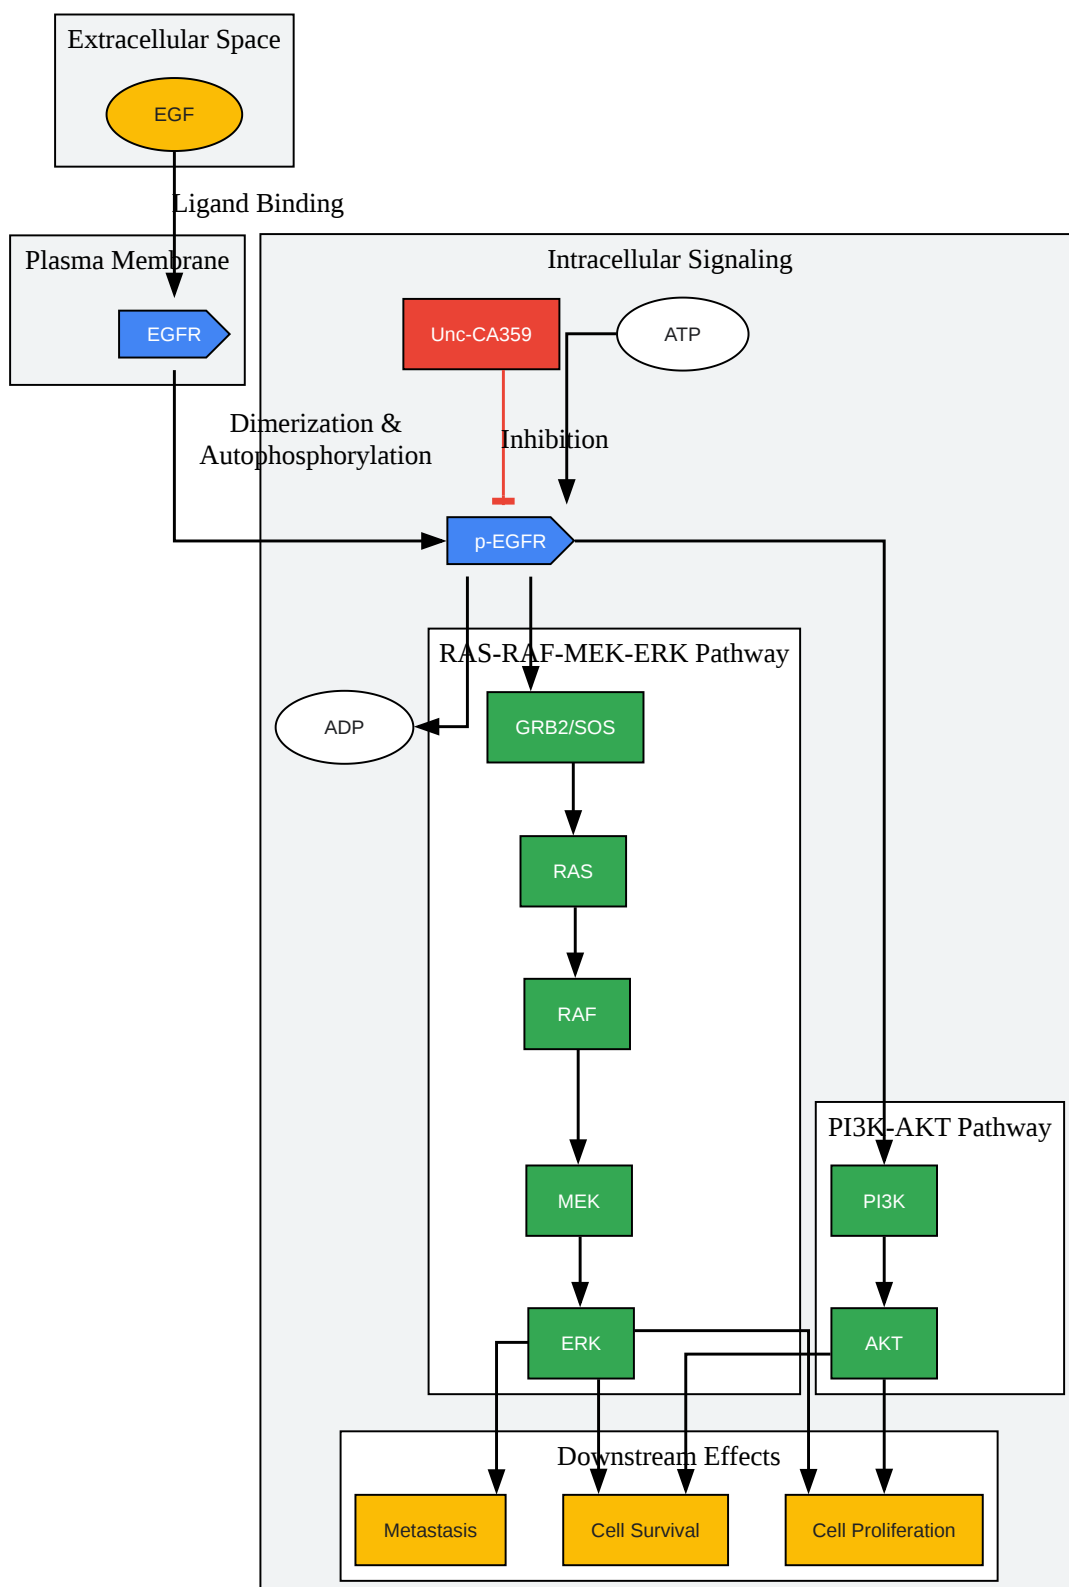 Extracellular Space
EGF
Ligand Binding
Plasma Membrane
EGFR
Intracellular Signaling
Unc-CA359
ATP
Dimerization &
Autophosphorylation
Inhibition
p-EGFR
RAS-RAF-MEK-ERK Pathway
ADP
GRB2/SOS
RAS
RAF
MEK
ERK
PI3K-AKT Pathway
PI3K
AKT
Downstream Effects
Metastasis
Cell Survival
Cell Proliferation